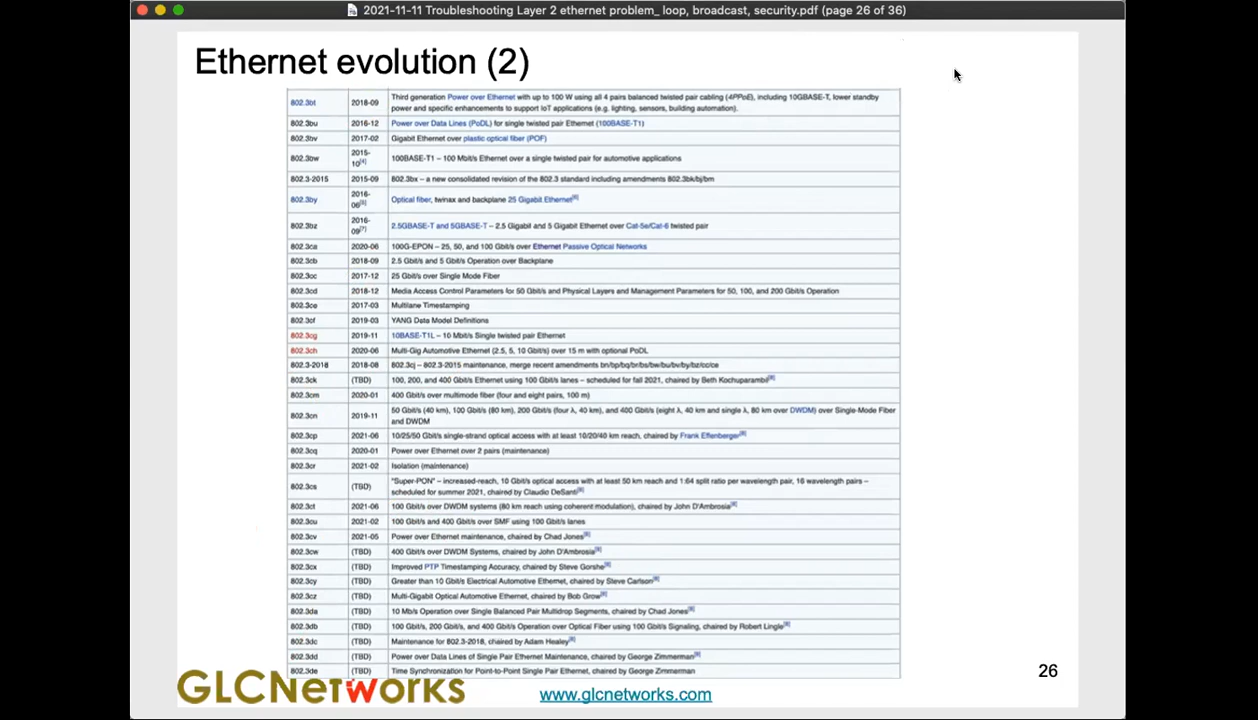 2021-11-11 Troubleshooting Layer 2 ethernet problem_ loop, broadcast, security.pdf (page 26 of 36)
Ethernet evolution (2)
802.3bt 2018-09 Third generation Power over Ethernet with up to 100 W using all 4 pairs balanced twisted pair cabling (4PPoE), including 10GBASE-T, lower standby
power and specific enhancements to support IoT applications (e.g. lighting, sensors, building automation).
802.3bu 2016-12 Power over Data Lines (PoDL) for single twisted pair Ethernet (100BASE-T1)
802.3bv 2017-02 Gigabit Ethernet over plastic optical fiber (POF)
802.3bw 2015-10[4] 100BASE-T1 – 100 Mbit/s Ethernet over a single twisted pair for automotive applications
802.3-2015 2015-09 802.3bx – a new consolidated revision of the 802.3 standard including amendments 802.3bk/bj/bm
802.3by 2016-06[5] Optical fiber, twinax and backplane 25 Gigabit Ethernet[6]
802.3bz 2016-09[7] 2.5GBASE-T and 5GBASE-T – 2.5 Gigabit and 5 Gigabit Ethernet over Cat-5e/Cat-6 twisted pair
802.3ca 2020-06 100G-EPON – 25, 50, and 100 Gbit/s over Ethernet Passive Optical Networks
802.3cb 2018-09 2.5 Gbit/s and 5 Gbit/s Operation over Backplane
802.3cc 2017-12 25 Gbit/s over Single Mode Fiber
802.3cd 2018-12 Media Access Control Parameters for 50 Gbit/s and Physical Layers and Management Parameters for 50, 100, and 200 Gbit/s Operation
802.3ce 2017-03 Multilane Timestamping
802.3cf 2019-03 YANG Data Model Definitions
802.3cg 2019-11 10BASE-T1L – 10 Mbit/s Single twisted pair Ethernet
802.3ch 2020-06 Multi-Gig Automotive Ethernet (2.5, 5, 10 Gbit/s) over 15 m with optional PoDL
802.3-2018 2018-08 802.3cj – 802.3-2015 maintenance, merge recent amendments bn/bp/bq/br/bs/bw/bu/bv/by/bz/cc/ce
802.3ck (TBD) 100, 200, and 400 Gbit/s Ethernet using 100 Gbit/s lanes – scheduled for fall 2021, chaired by Beth Kochuparambil[8]
802.3cm 2020-01 400 Gbit/s over multimode fiber (four and eight pairs, 100 m)
802.3cn 2019-11 50 Gbit/s (40 km), 100 Gbit/s (80 km), 200 Gbit/s (four λ, 40 km), and 400 Gbit/s (eight λ, 40 km and single λ, 80 km over DWDM) over Single-Mode Fiber
and DWDM
802.3cp 2021-06 10/25/50 Gbit/s single-strand optical access with at least 10/20/40 km reach, chaired by Frank Effenberger[8]
802.3cq 2020-01 Power over Ethernet over 2 pairs (maintenance)
802.3cr 2021-02 Isolation (maintenance)
802.3cs (TBD) "Super-PON" – increased-reach, 10 Gbit/s optical access with at least 50 km reach and 1:64 split ratio per wavelength pair, 16 wavelength pairs –
scheduled for summer 2021, chaired by Claudio DeSanti[8]
802.3ct 2021-06 100 Gbit/s over DWDM systems (80 km reach using coherent modulation), chaired by John D'Ambrosia[8]
802.3cu 2021-02 100 Gbit/s and 400 Gbit/s over SMF using 100 Gbit/s lanes
802.3cv 2021-05 Power over Ethernet maintenance, chaired by Chad Jones[8]
802.3cw (TBD) 400 Gbit/s over DWDM Systems, chaired by John D'Ambrosia[8]
802.3cx (TBD) Improved PTP Timestamping Accuracy, chaired by Steve Gorshe[8]
802.3cy (TBD) Greater than 10 Gbit/s Electrical Automotive Ethernet, chaired by Steve Carlson[8]
802.3cz (TBD) Multi-Gigabit Optical Automotive Ethernet, chaired by Bob Grow[8]
802.3da (TBD) 10 Mb/s Operation over Single Balanced Pair Multidrop Segments, chaired by Chad Jones[8]
802.3db (TBD) 100 Gbit/s, 200 Gbit/s, and 400 Gbit/s Operation over Optical Fiber using 100 Gbit/s Signaling, chaired by Robert Lingle[8]
802.3dc (TBD) Maintenance for 802.3-2018, chaired by Adam Healey[8]
802.3dd (TBD) Power over Data Lines of Single Pair Ethernet Maintenance, chaired by George Zimmerman[8]
802.3de (TBD) Time Synchronization for Point-to-Point Single Pair Ethernet, chaired by George Zimmerman
GLCNetworks
www.glcnetworks.com
26